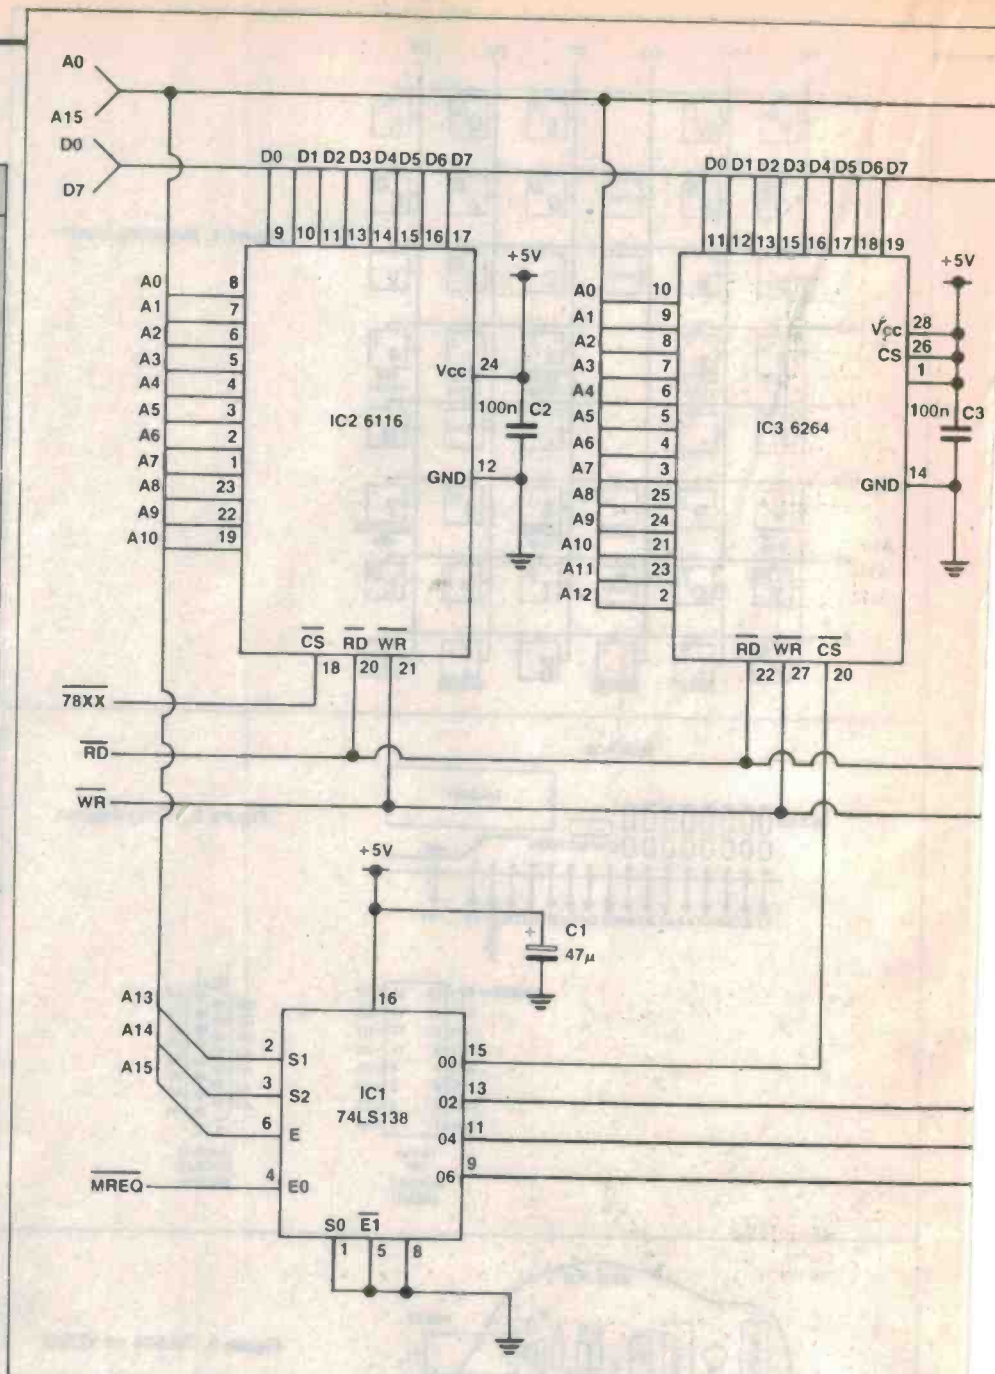 A0
A15
D0
D7
D0 D1 D2 D3 D4 D5 D6 D7
9 10 11 13 14 15 16 17
A0 8
A1 7
A2 6
A3 5
A4 4
A5 3
A6 2
A7 1
A8 23
A9 22
A10 19
IC2 6116
Vcc 24
GND 12
+5V
100n C2
CS RD WR
18 20 21
D0 D1 D2 D3 D4 D5 D6 D7
11 12 13 15 16 17 18 19
A0 10
A1 9
A2 8
A3 7
A4 6
A5 5
A6 4
A7 3
A8 25
A9 24
A10 21
A11 23
A12 2
IC3 6264
+5V
Vcc 28
CS 26
1
100n C3
GND 14
RD WR CS
22 27 20
78XX
RD
WR
+5V
+ C1
47μ
16
A13
A14
A15
2 S1
3 S2
6 E
MREQ 4 E0
IC1
74LS138
00 15
02 13
04 11
06 9
S0 E1
1 5 8